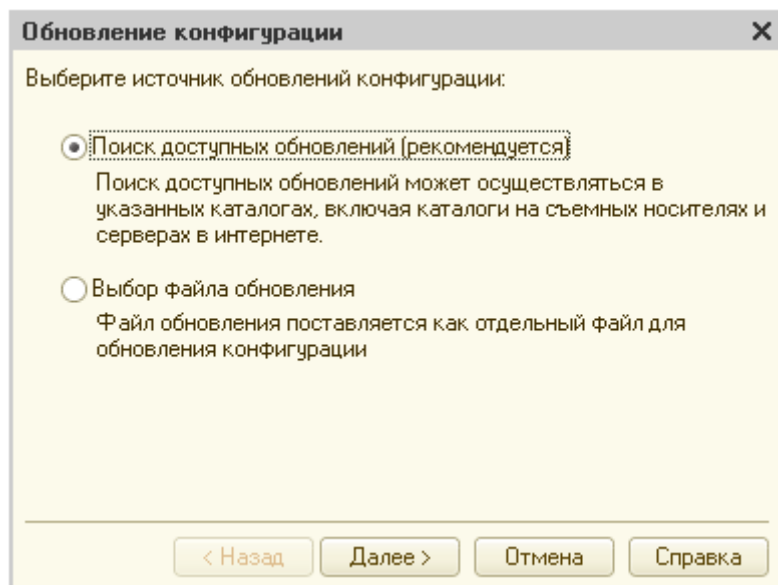 Обновление конфигурации
Выберите источник обновлений конфигурации:
Поиск доступных обновлений (рекомендуется)
Поиск доступных обновлений может осуществляться в
указанных каталогах, включая каталоги на съемных носителях и
серверах в интернете.
Выбор файла обновления
Файл обновления поставляется как отдельный файл для
обновления конфигурации
< Назад Далее > Отмена Справка